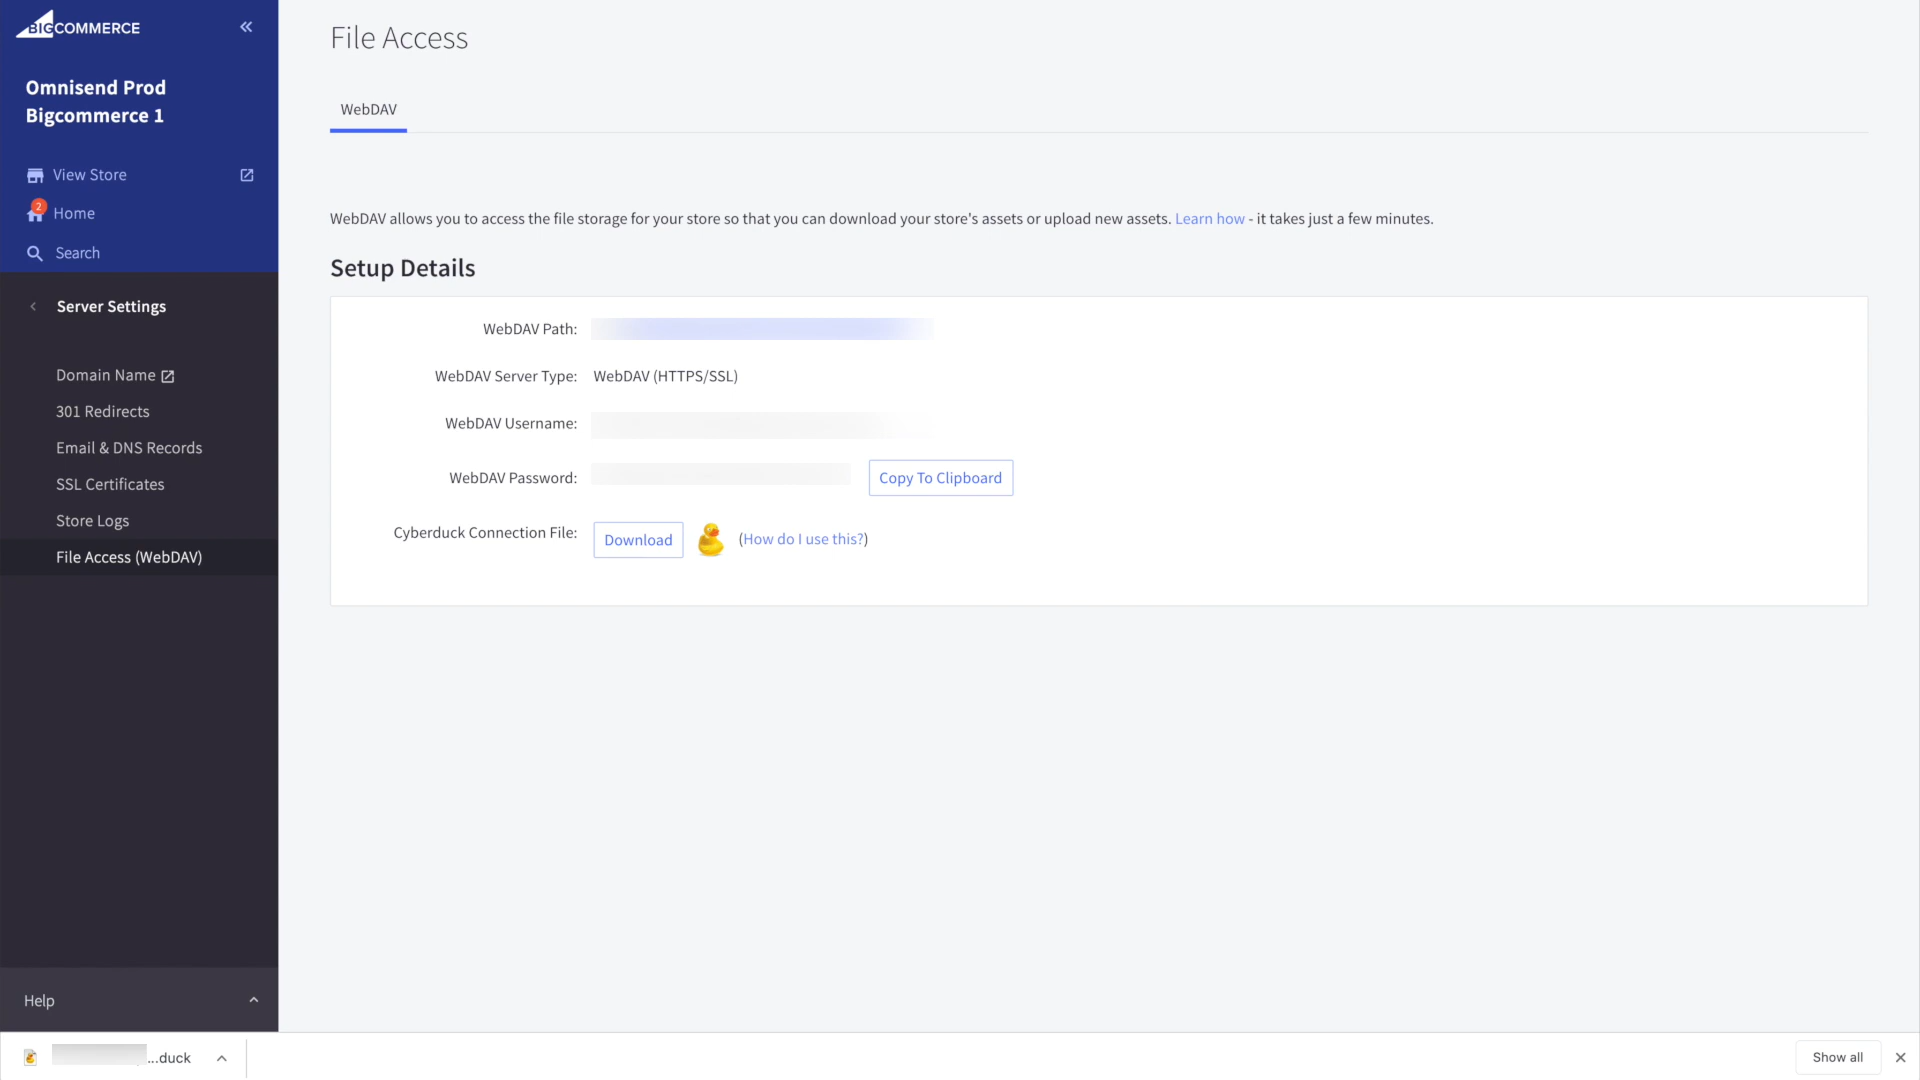 BIGCOMMERCE
Omnisend Prod
Bigcommerce 1
View Store
2
Home
Search
Server Settings
Domain Name
301 Redirects
Email & DNS Records
SSL Certificates
Store Logs
File Access (WebDAV)
Help
File Access
WebDAV
WebDAV allows you to access the file storage for your store so that you can download your store's assets or upload new assets. Learn how - it takes just a few minutes.
Setup Details
WebDAV Path:
WebDAV Server Type: WebDAV (HTTPS/SSL)
WebDAV Username:
WebDAV Password: Copy To Clipboard
Cyberduck Connection File: Download (How do I use this?)
...duck
Show all